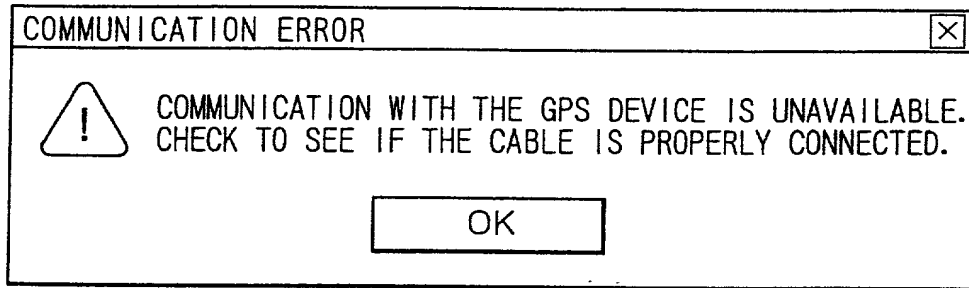 COMMUNICATION ERROR
COMMUNICATION WITH THE GPS DEVICE IS UNAVAILABLE.
CHECK TO SEE IF THE CABLE IS PROPERLY CONNECTED.
OK